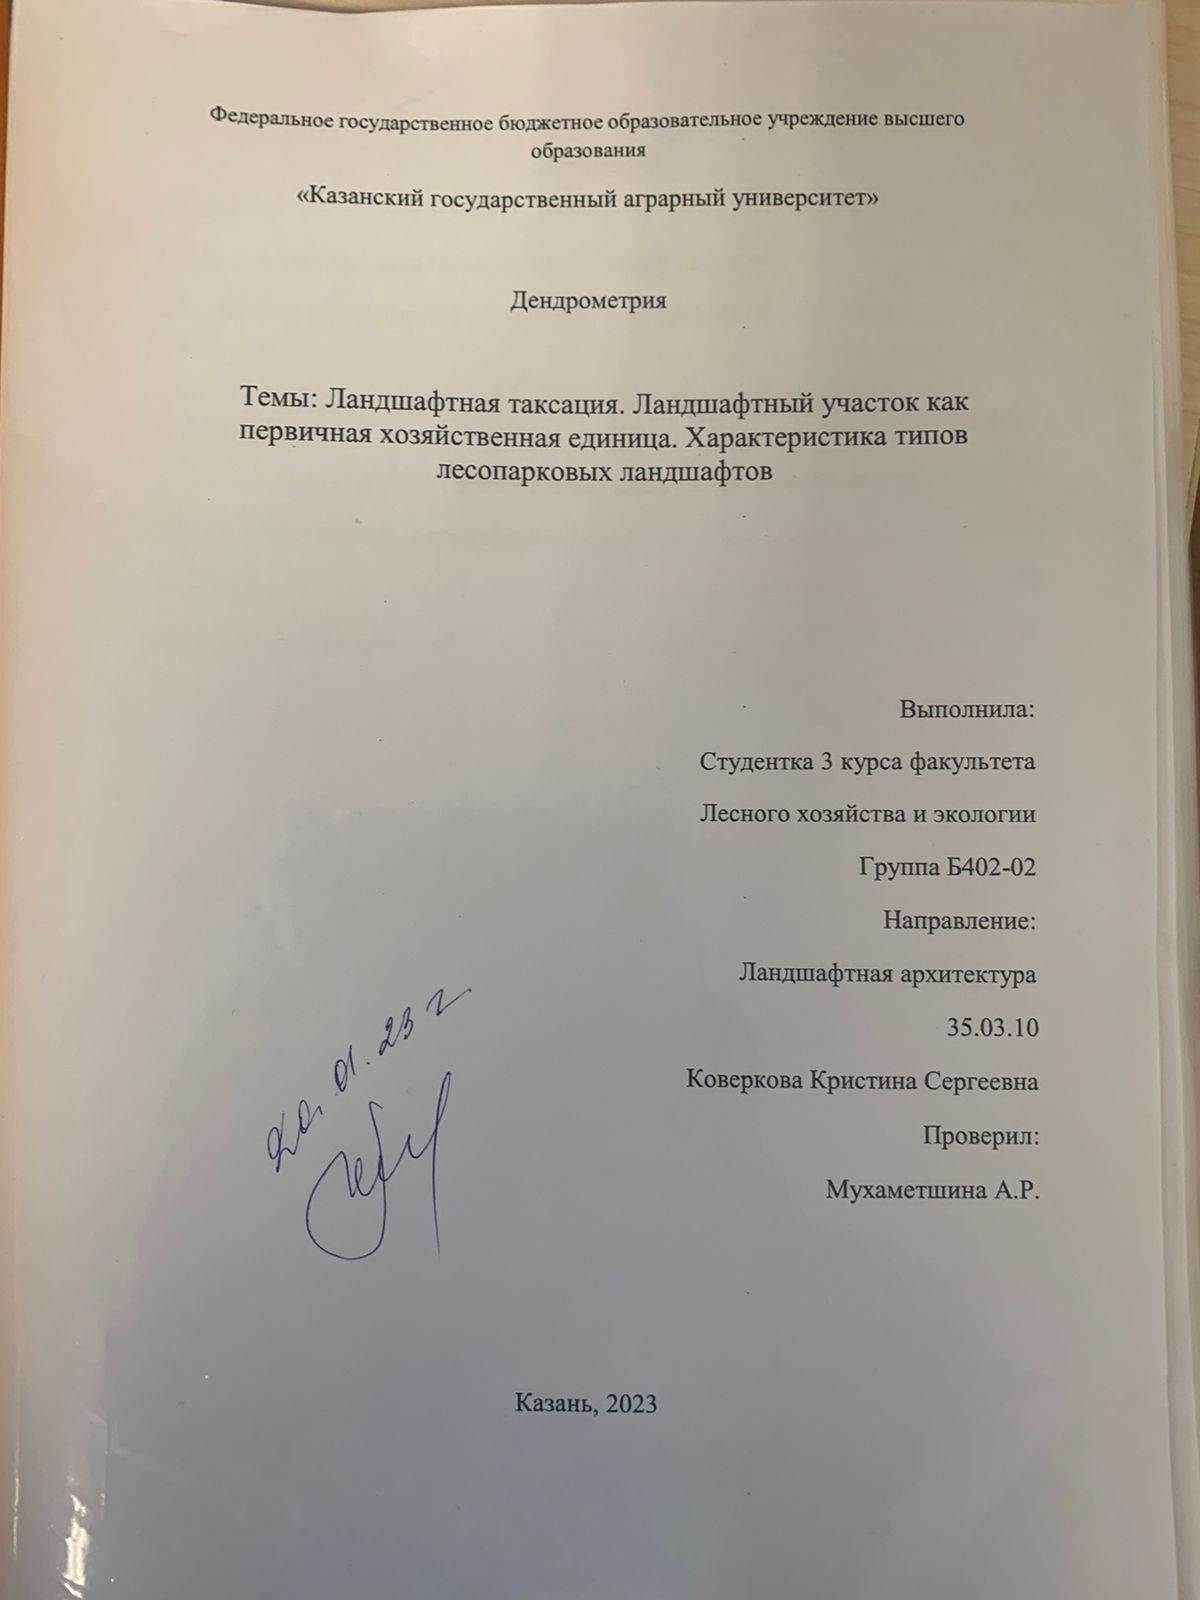 Федеральное государственное бюджетное образовательное учреждение высшего
образования
«Казанский государственный аграрный университет»
Дендрометрия
Темы: Ландшафтная таксация. Ландшафтный участок как
первичная хозяйственная единица. Характеристика типов
лесопарковых ландшафтов
Выполнила:
Студентка 3 курса факультета
Лесного хозяйства и экологии
Группа Б402-02
Направление:
Ландшафтная архитектура
35.03.10
Коверкова Кристина Сергеевна
Проверил:
Мухаметшина А.Р.
20.01.23 г
Казань, 2023